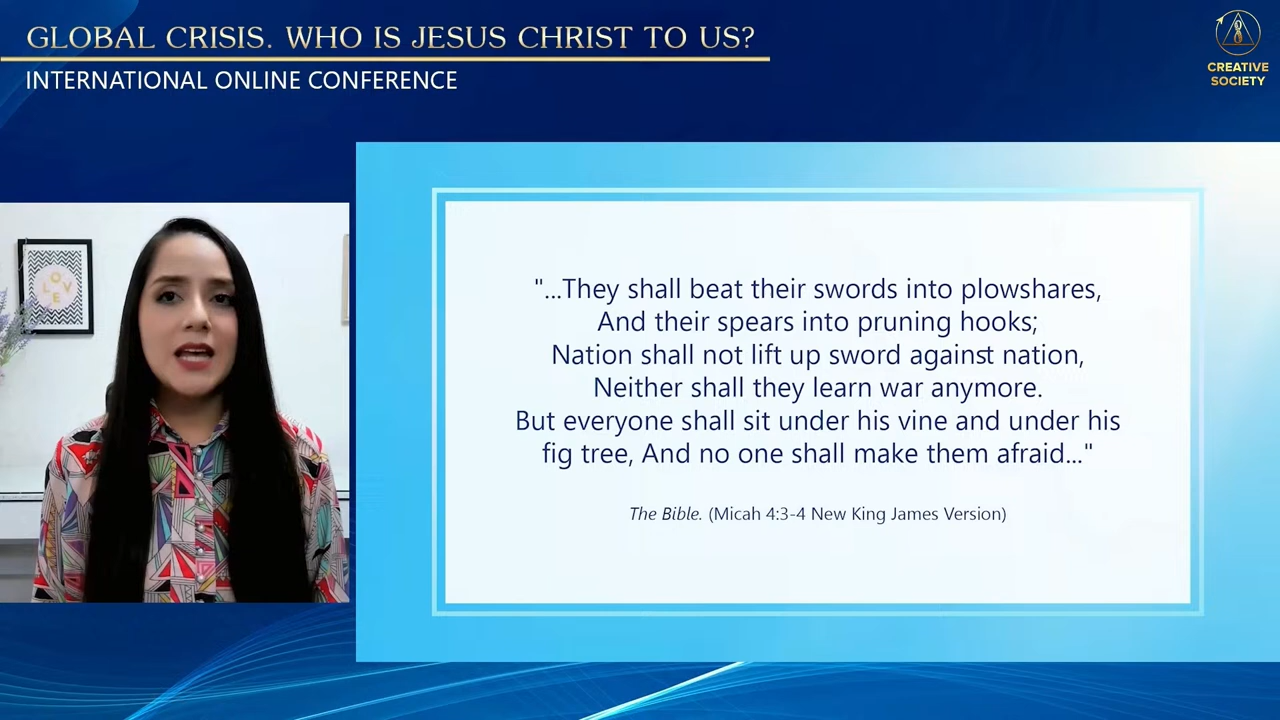 GLOBAL CRISIS. WHO IS JESUS CHRIST TO US?
INTERNATIONAL ONLINE CONFERENCE
CREATIVE
SOCIETY
LOVE
"...They shall beat their swords into plowshares,
And their spears into pruning hooks;
Nation shall not lift up sword against nation,
Neither shall they learn war anymore.
But everyone shall sit under his vine and under his
fig tree, And no one shall make them afraid..."
The Bible. (Micah 4:3-4 New King James Version)